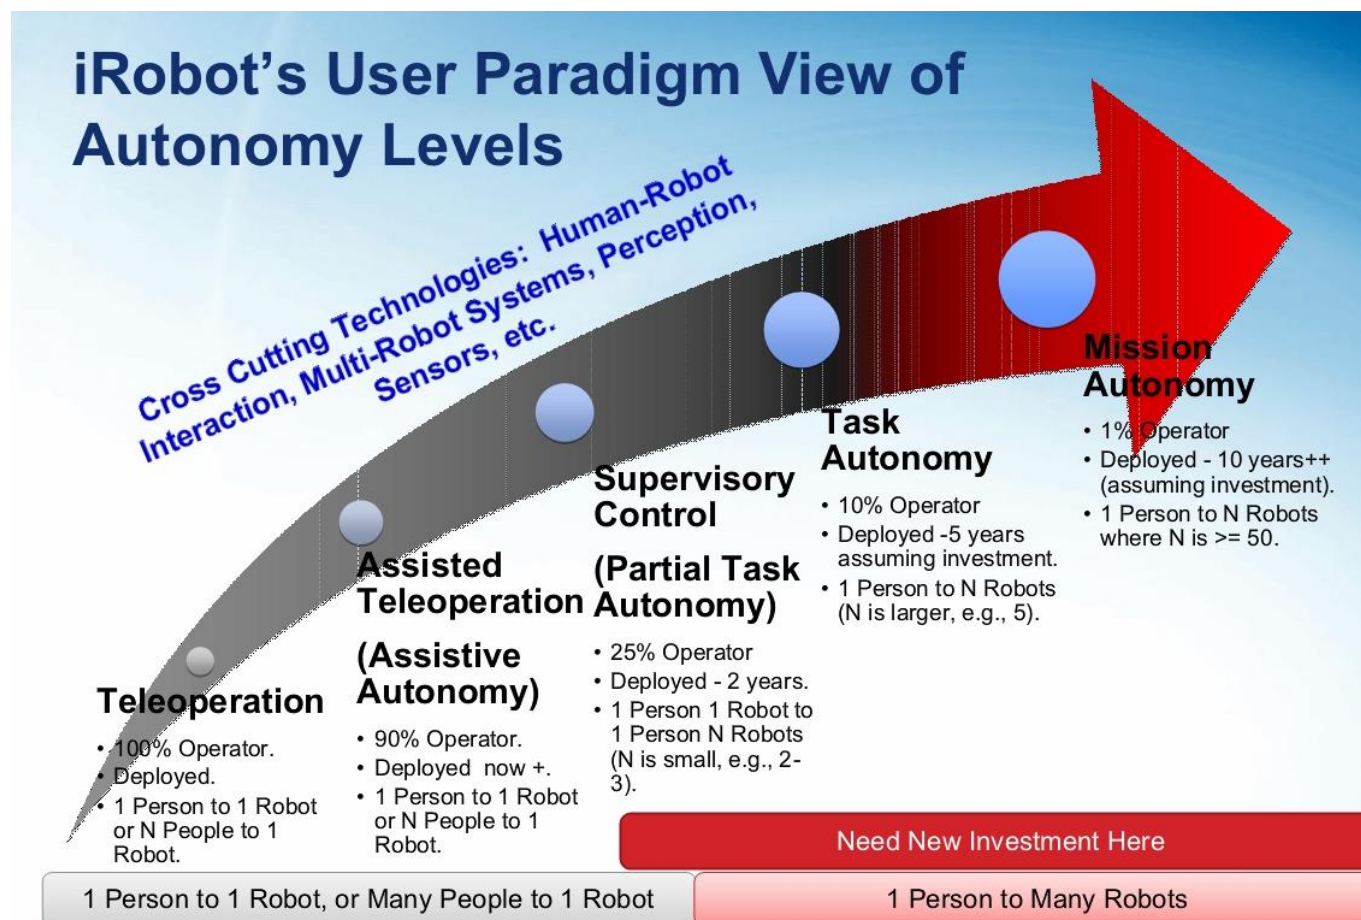 iRobot's User Paradigm View of
Autonomy Levels
Cross Cutting Technologies: Human-Robot
Interaction, Multi-Robot Systems, Perception,
Sensors, etc.
Teleoperation
• 100% Operator.
• Deployed.
• 1 Person to 1 Robot
or N People to 1
Robot.
Assisted
Teleoperation
(Assistive
Autonomy)
• 90% Operator.
• Deployed now +.
• 1 Person to 1 Robot
or N People to 1
Robot.
Supervisory
Control
(Partial Task
Autonomy)
• 25% Operator
• Deployed - 2 years.
• 1 Person 1 Robot to
1 Person N Robots
(N is small, e.g., 2-
3).
Task
Autonomy
• 10% Operator
• Deployed -5 years
assuming investment.
• 1 Person to N Robots
(N is larger, e.g., 5).
Mission
Autonomy
• 1% Operator
• Deployed - 10 years++
(assuming investment).
• 1 Person to N Robots
where N is >= 50.
Need New Investment Here
1 Person to 1 Robot, or Many People to 1 Robot
1 Person to Many Robots